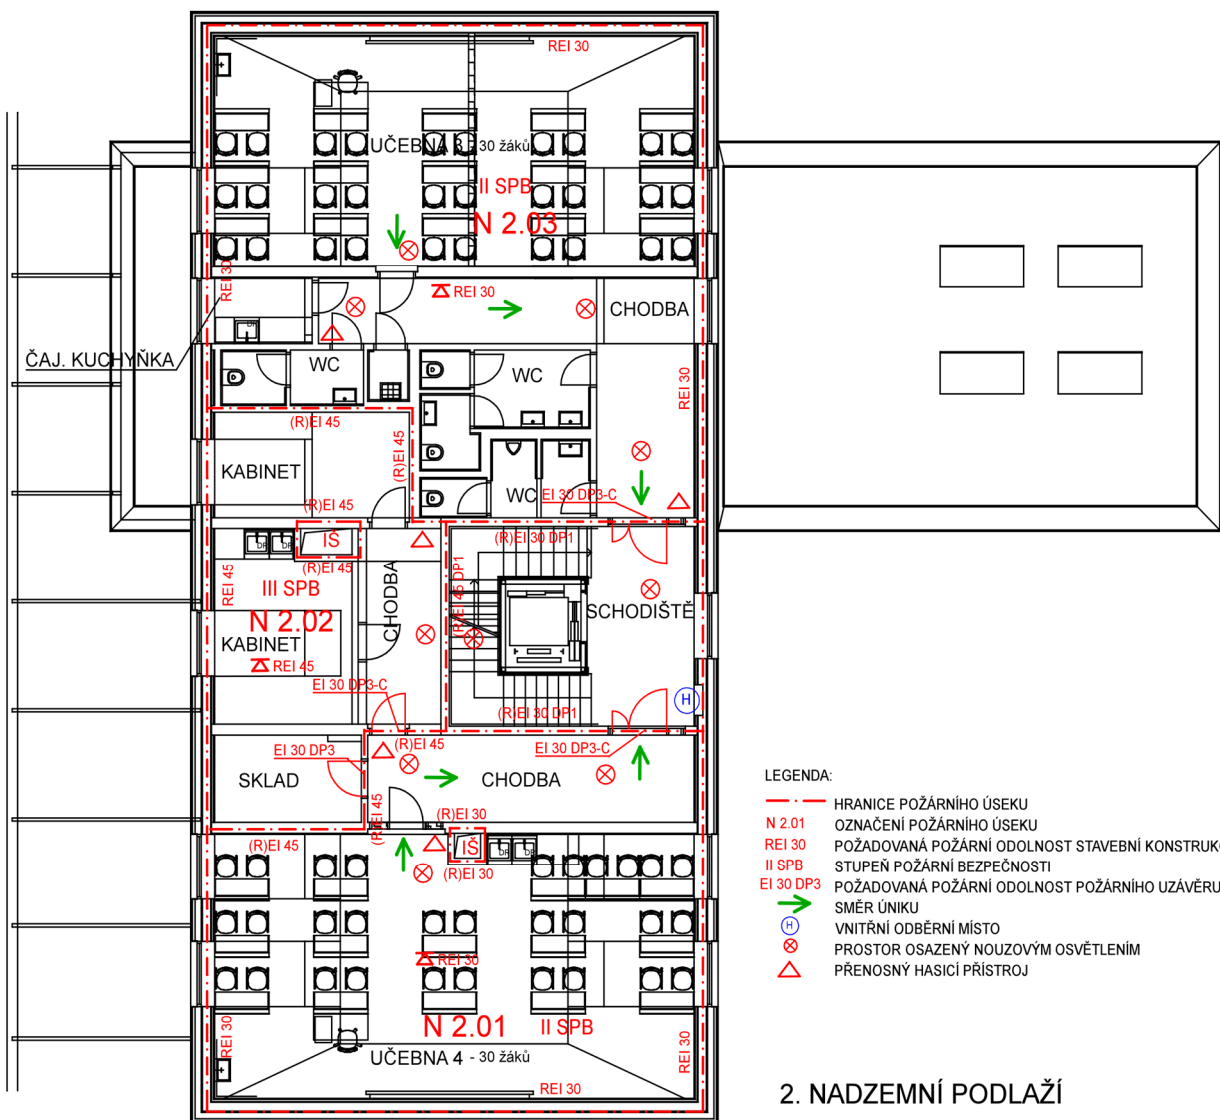 REI 30
UČEBNA 3 - 30 žáků
II SPB
N 2.03
REI 30
REI 30
CHODBA
ČAJ. KUCHYŇKA
WC
WC
REI 30
(R)EI 45
(R)EI 45
KABINET
WC
EI 30 DP3-C
(R)EI 45
IŠ
(R)EI 30 DP1
(R)EI 45
REI 45
III SPB
CHODBA
(R)EI 45 DP1
SCHODIŠTĚ
N 2.02
KABINET
REI 45
EI 30 DP3-C
H
(R)EI 30 DP1
(R)EI 45
EI 30 DP3
EI 30 DP3-C
SKLAD
CHODBA
(R)EI 45
(R)EI 30
(R)EI 45
IŠ
(R)EI 30
REI 30
N 2.01
II SPB
REI 30
REI 30
UČEBNA 4 - 30 žáků
REI 30
LEGENDA:
HRANICE POŽÁRNÍHO ÚSEKU
N 2.01 OZNAČENÍ POŽÁRNÍHO ÚSEKU
REI 30 POŽADOVANÁ POŽÁRNÍ ODOLNOST STAVEBNÍ KONSTRUKC
II SPB STUPEŇ POŽÁRNÍ BEZPEČNOSTI
EI 30 DP3 POŽADOVANÁ POŽÁRNÍ ODOLNOST POŽÁRNÍHO UZÁVĚRU
SMĚR ÚNIKU
H VNITŘNÍ ODBĚRNÍ MÍSTO
PROSTOR OSAZENÝ NOUZOVÝM OSVĚTLENÍM
PŘENOSNÝ HASICÍ PŘÍSTROJ
2. NADZEMNÍ PODLAŽÍ